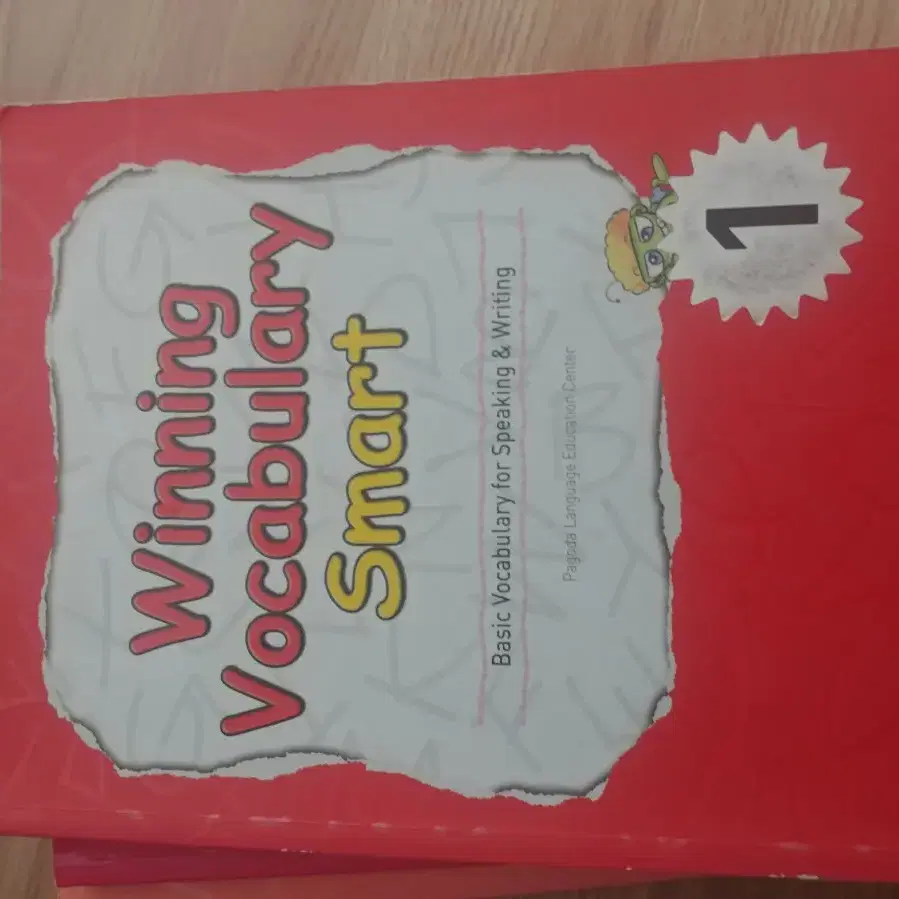 Winning
Vocabulary
Smart
Basic Vocabulary for Speaking & Writing
Pagoda Language Education Center
1